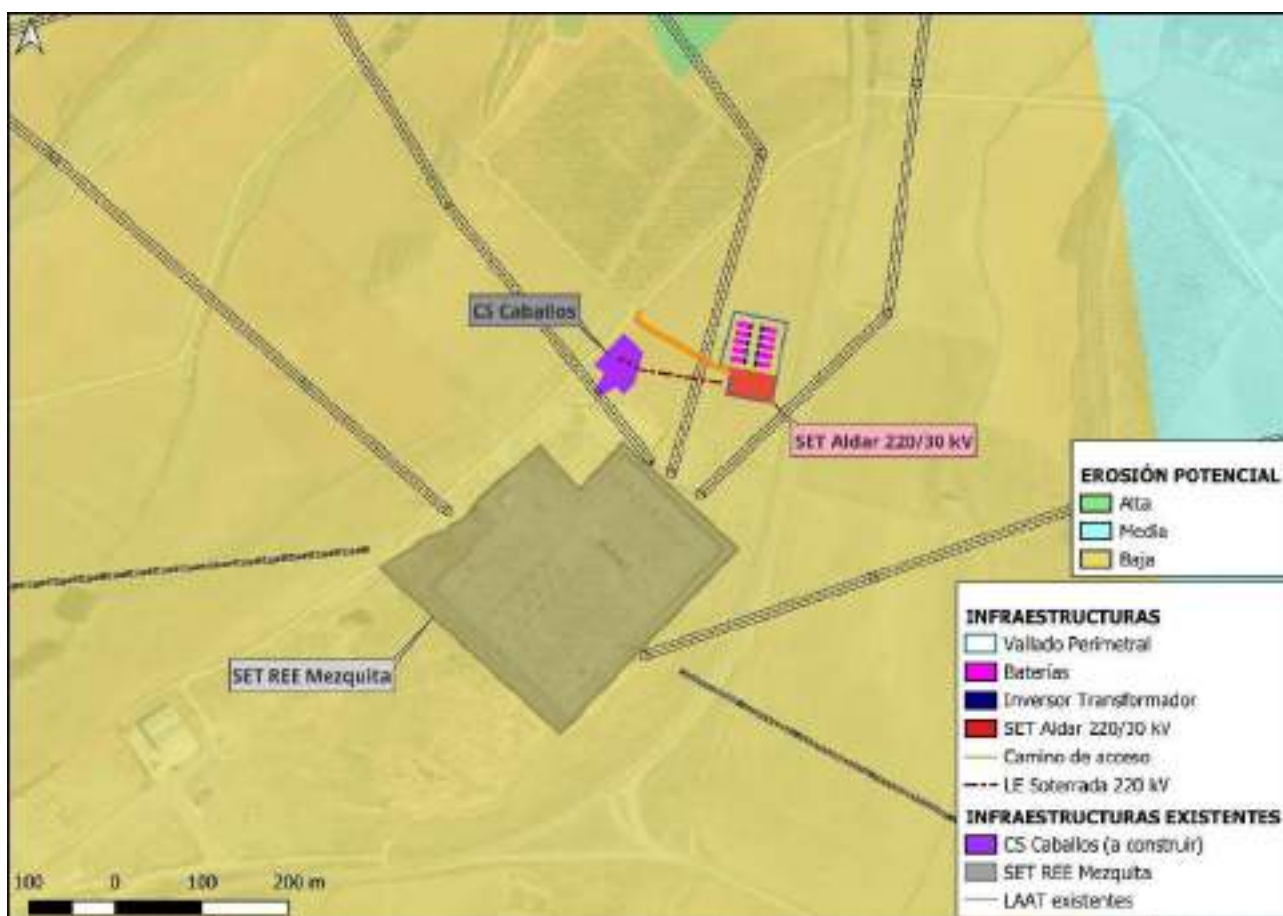 CS Caballos
SET Aldar 220/30 kV
SET REE Mezquita
EROSIÓN POTENCIAL
Alta
Media
Baja
INFRAESTRUCTURAS
Vallado Perimetral
Baterías
Inversor Transformador
SET Aldar 220/30 kV
Camino de acceso
LE Soterrada 220 kV
INFRAESTRUCTURAS EXISTENTES
CS Caballos (a construir)
SET REE Mezquita
LAAT existentes
100 0 100 200 m